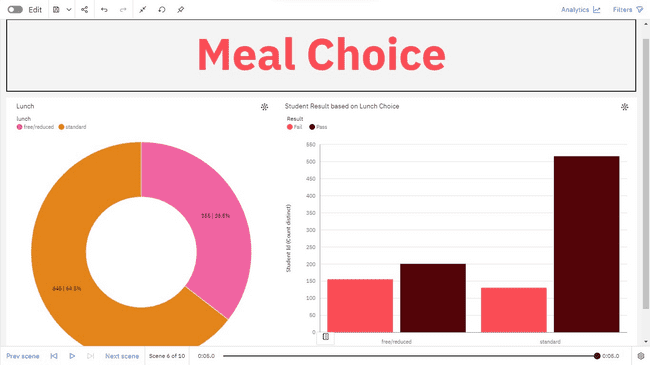 Edit
Analytics
Filters
Meal Choice
Lunch
lunch
free/reduced
standard
355 | 35.5%
645 | 64.5%
Student Result based on Lunch Choice
Result
Fail
Pass
Student Id (Count distinct)
550
500
450
400
350
300
250
200
150
100
50
0
free/reduced
standard
Prev scene
Next scene
Scene 6 of 10
0:05.0
0:05.0